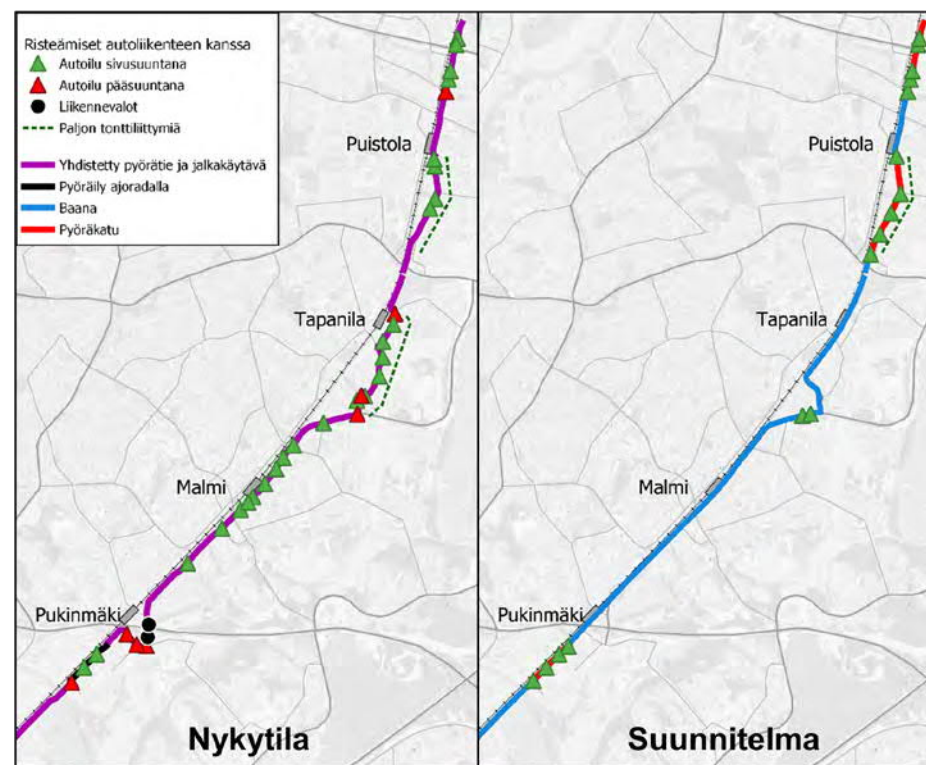 Risteämiset autoliikenteen kanssa
Autoilu sivusuuntana
Autoilu pääsuuntana
Liikennevalot
Paljon tonttiliittymiä
Yhdistetty pyörätie ja jalkakäytävä
Pyöräily ajoradalla
Baana
Pyöräkatu
Puistola
Tapanila
Malmi
Pukinmäki
Nykytila
Puistola
Tapanila
Malmi
Pukinmäki
Suunnitelma